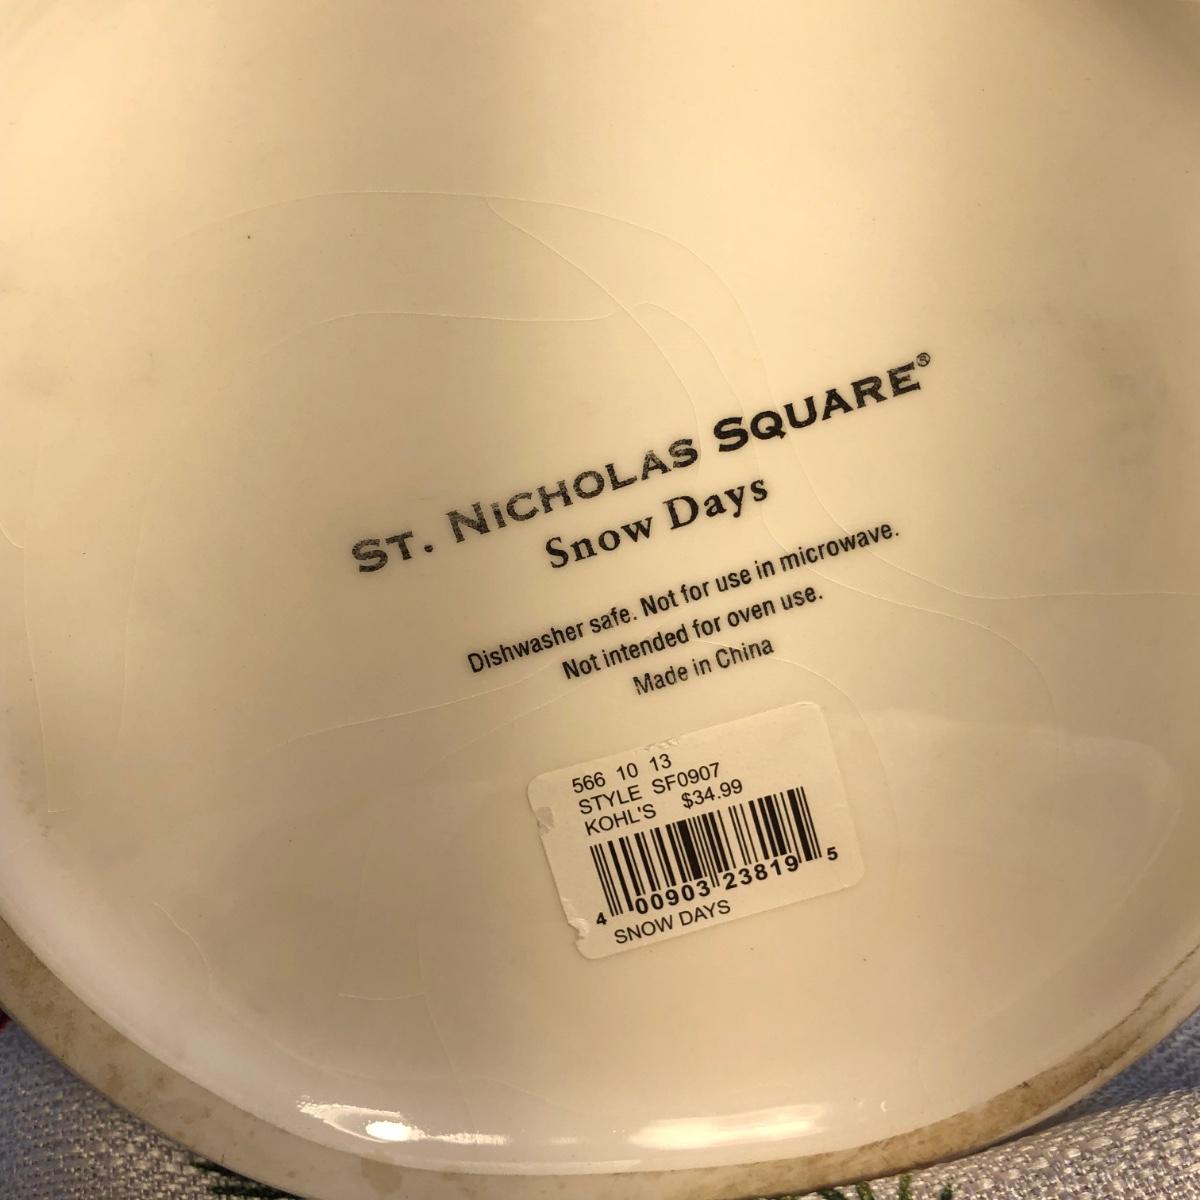 ST. NICHOLAS SQUARE®
Snow Days
Dishwasher safe. Not for use in microwave.
Not intended for oven use.
Made in China
566 10 13
STYLE SF0907
KOHL'S $34.99
4 00903 23819 5
SNOW DAYS